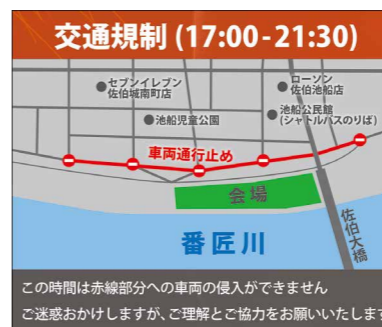 交通規制 (17:00-21:30)
セブンイレブン
佐伯城南町店
ローソン
佐伯池船店
池船児童公園
池船公民館
(シャトルバスのりば)
車両通行止め
会場
番匠川
佐伯大橋
この時間は赤線部分への車両の侵入ができません
ご迷惑おかけしますが、ご理解とご協力をお願いいたします